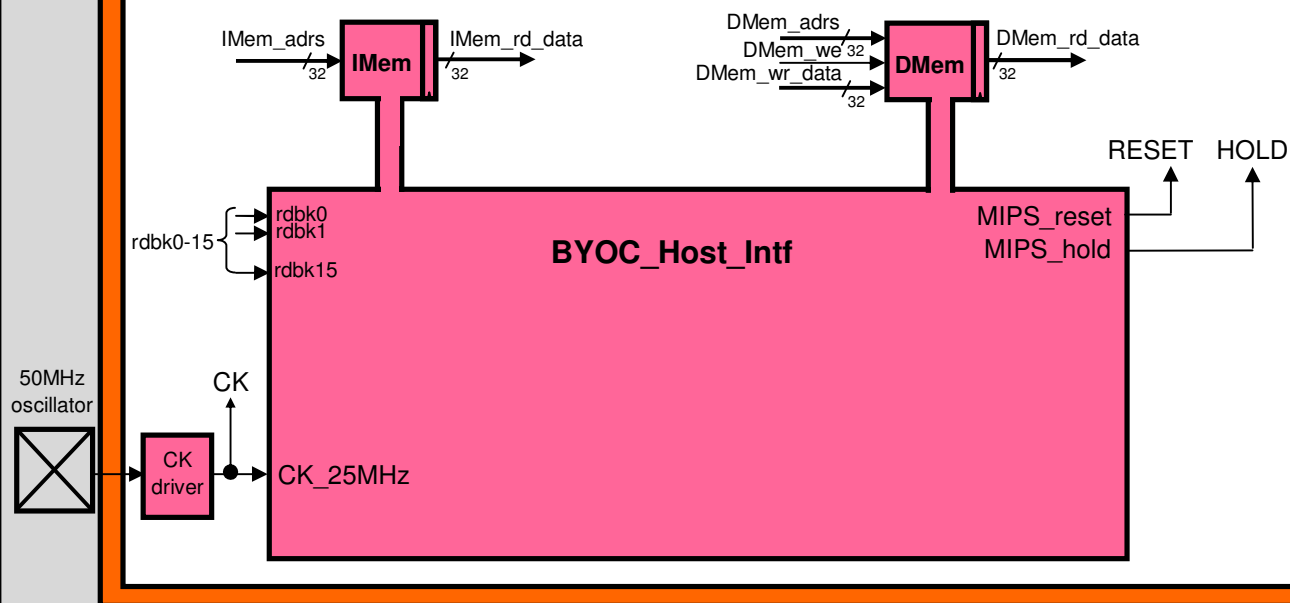 IMem_adrs
32
IMem
IMem_rd_data
32
DMem_adrs
32
DMem_we
DMem_wr_data
32
DMem
DMem_rd_data
32
RESET
HOLD
rdbk0-15
rdbk0
rdbk1
rdbk15
BYOC_Host_Intf
MIPS_reset
MIPS_hold
50MHz
oscillator
CK
CK
driver
CK_25MHz